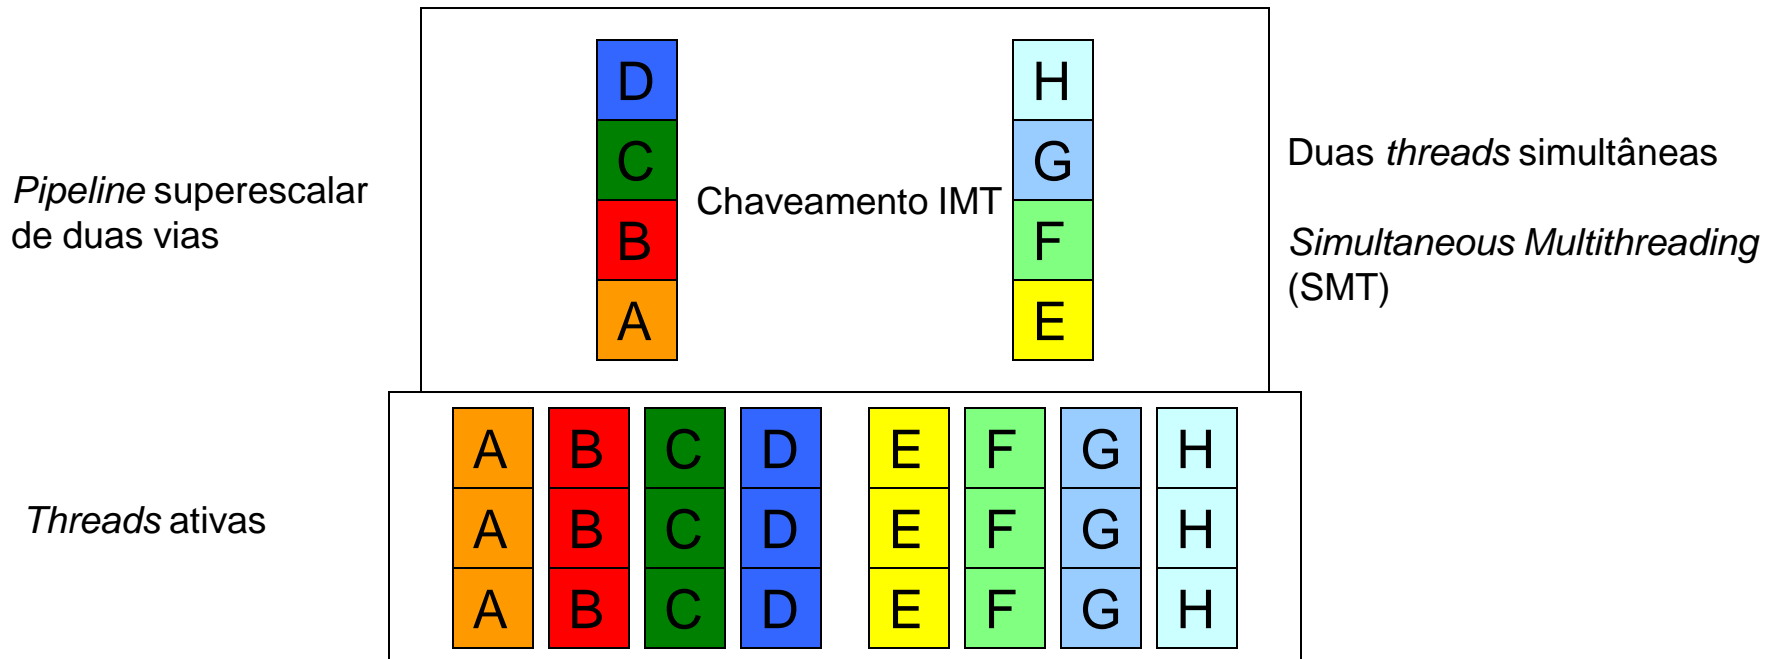 Pipeline superescalar
de duas vias
D
C
B
A
Chaveamento IMT
H
G
F
E
Duas threads simultâneas
Simultaneous Multithreading
(SMT)
Threads ativas
A B C D E F G H
A B C D E F G H
A B C D E F G H